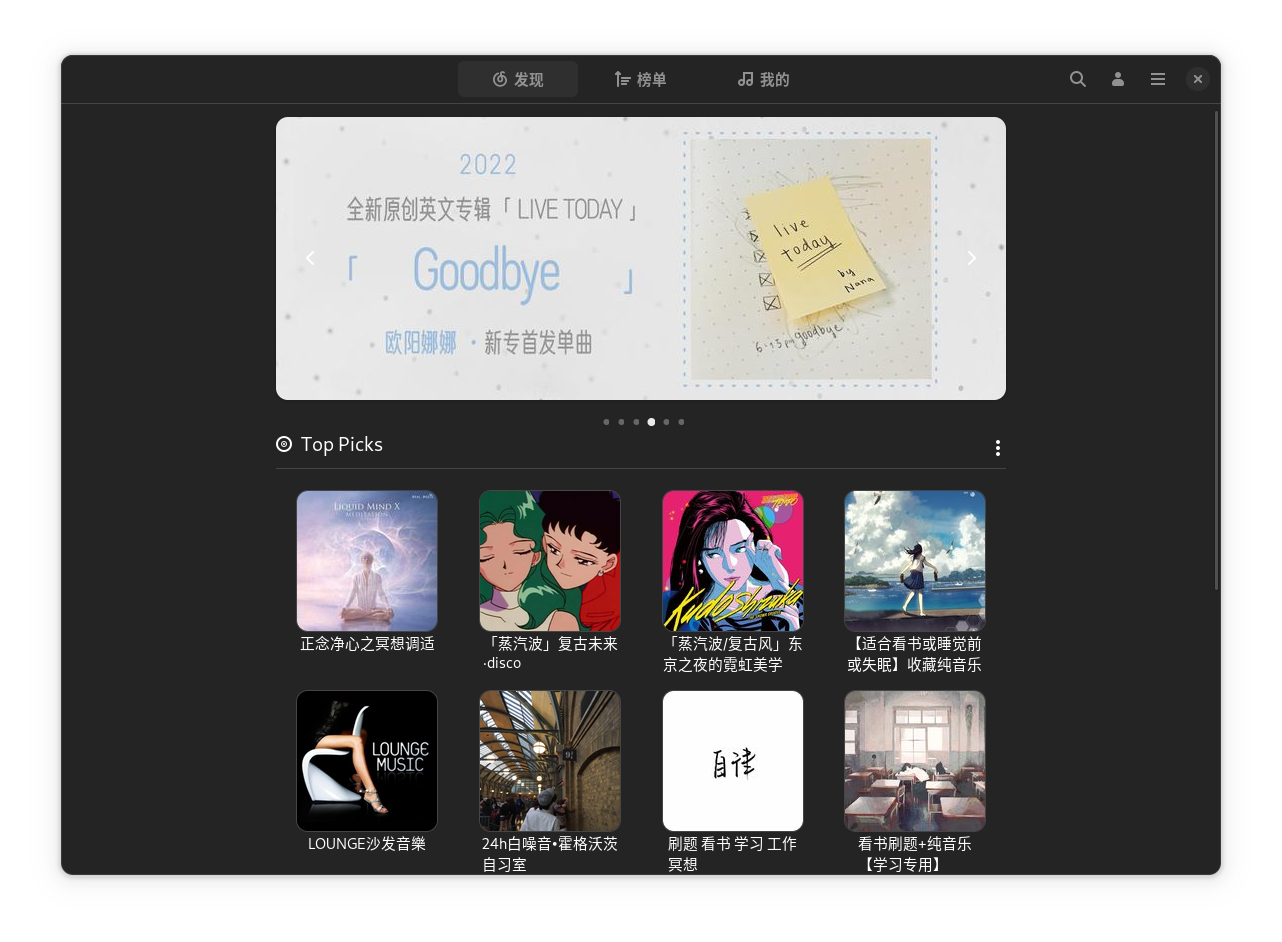 发现
榜单
我的
2022
全新原创英文专辑「 LIVE TODAY 」
「 Goodbye 」
欧阳娜娜 · 新专首发单曲
live
today
by
Nana
goodbye
Top Picks
LIQUID MIND X
MEDITATION
Kudo Shizuka
正念净心之冥想调适
「蒸汽波」复古未来
·disco
「蒸汽波/复古风」东
京之夜的霓虹美学
【适合看书或睡觉前
或失眠】收藏纯音乐
LOUNGE
MUSIC
自律
LOUNGE沙发音樂
24h白噪音•霍格沃茨
自习室
刷题 看书 学习 工作
冥想
看书刷题+纯音乐
【学习专用】